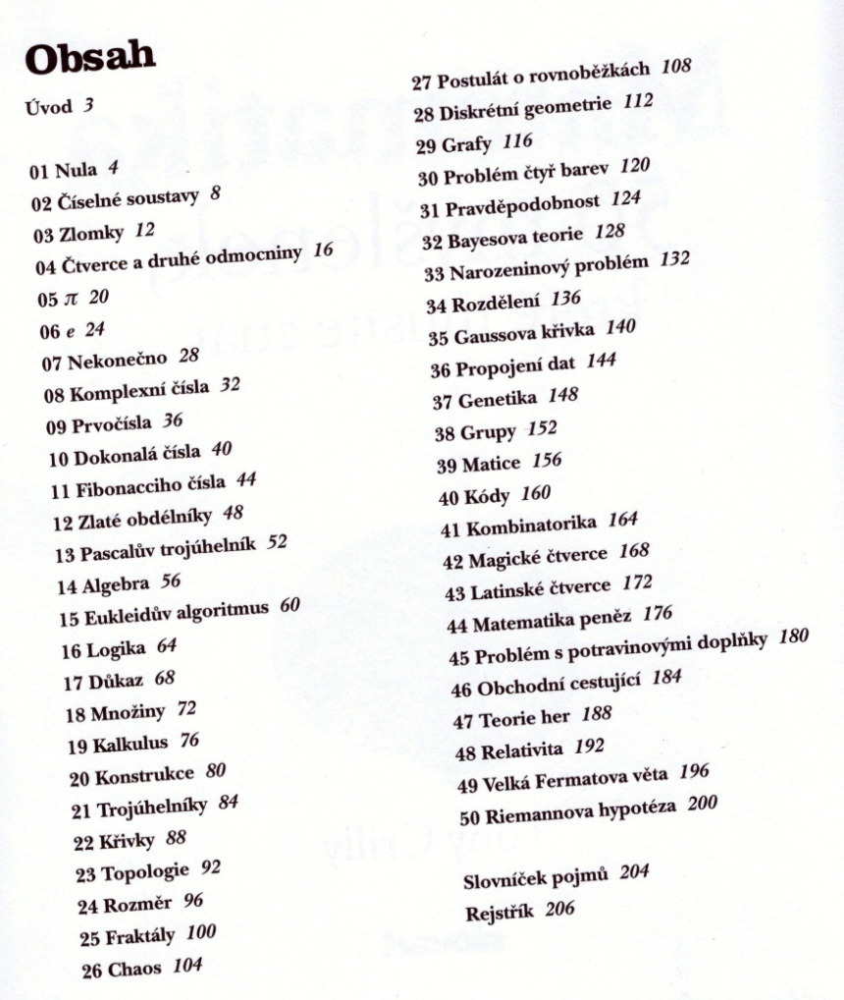 Obsah
Úvod 3
01 Nula 4
02 Číselné soustavy 8
03 Zlomky 12
04 Čtverce a druhé odmocniny 16
05 π 20
06 e 24
07 Nekonečno 28
08 Komplexní čísla 32
09 Prvočísla 36
10 Dokonalá čísla 40
11 Fibonacciho čísla 44
12 Zlaté obdélníky 48
13 Pascalův trojúhelník 52
14 Algebra 56
15 Eukleidův algoritmus 60
16 Logika 64
17 Důkaz 68
18 Množiny 72
19 Kalkulus 76
20 Konstrukce 80
21 Trojúhelníky 84
22 Křivky 88
23 Topologie 92
24 Rozměr 96
25 Fraktály 100
26 Chaos 104
27 Postulát o rovnoběžkách 108
28 Diskrétní geometrie 112
29 Grafy 116
30 Problém čtyř barev 120
31 Pravděpodobnost 124
32 Bayesova teorie 128
33 Narozeninový problém 132
34 Rozdělení 136
35 Gaussova křivka 140
36 Propojení dat 144
37 Genetika 148
38 Grupy 152
39 Matice 156
40 Kódy 160
41 Kombinatorika 164
42 Magické čtverce 168
43 Latinské čtverce 172
44 Matematika peněz 176
45 Problém s potravinovými doplňky 180
46 Obchodní cestující 184
47 Teorie her 188
48 Relativita 192
49 Velká Fermatova věta 196
50 Riemannova hypotéza 200
Slovníček pojmů 204
Rejstřík 206